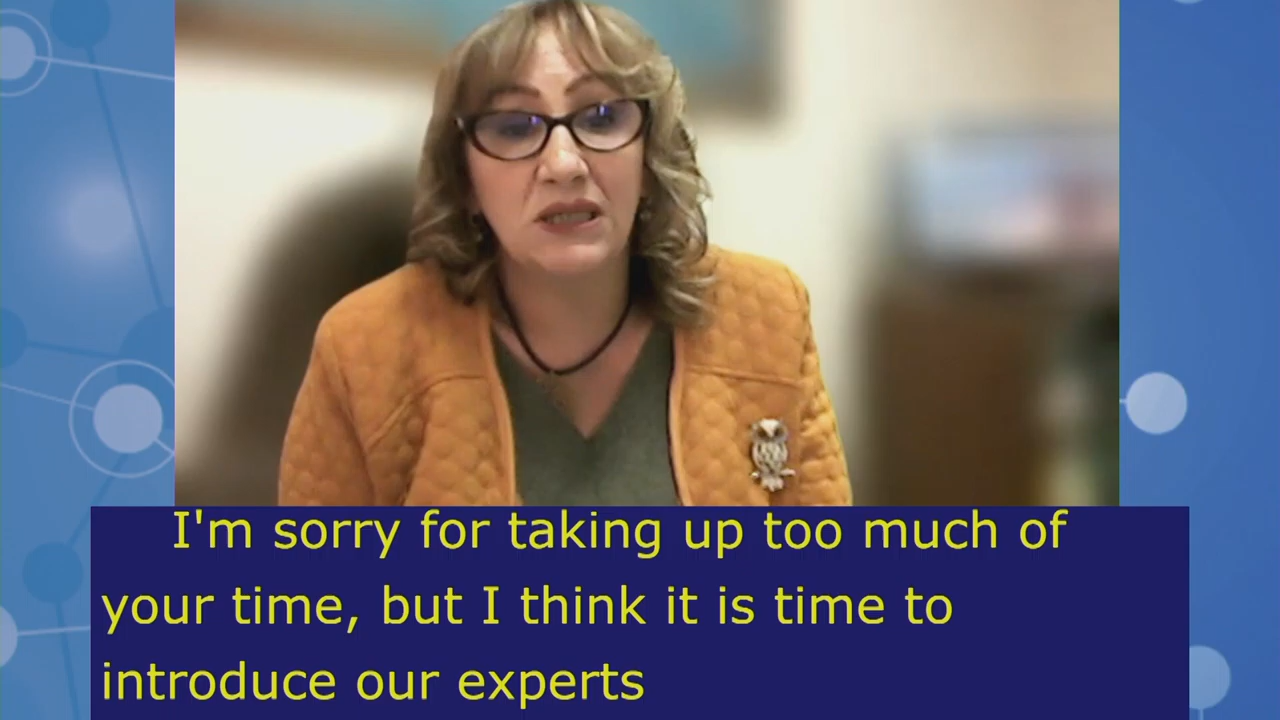 I'm sorry for taking up too much of
your time, but I think it is time to
introduce our experts